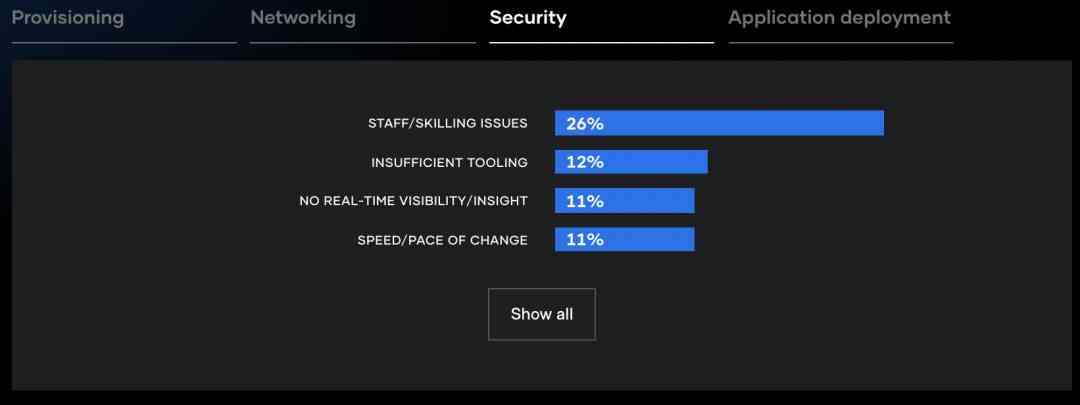 Provisioning Networking Security Application deployment
STAFF/SKILLING ISSUES 26%
INSUFFICIENT TOOLING 12%
NO REAL-TIME VISIBILITY/INSIGHT 11%
SPEED/PACE OF CHANGE 11%
Show all